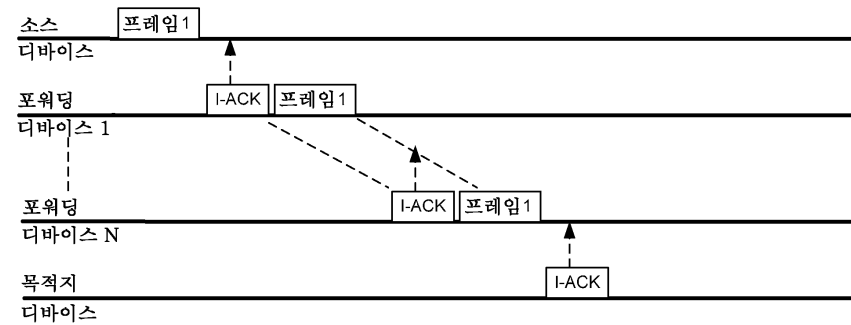 소스
디바이스
프레임1
포워딩
디바이스 1
I-ACK
프레임1
포워딩
디바이스 N
I-ACK
프레임1
목적지
디바이스
I-ACK